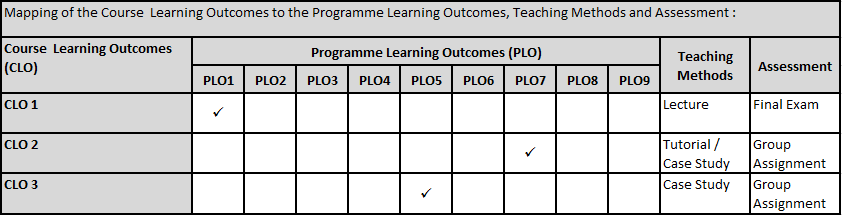 Mapping of the Course  Learning Outcomes to the Programme Learning Outcomes, Teaching Methods and Assessment :
Course  Learning Outcomes
(CLO)
Programme Learning Outcomes (PLO)
Teaching
Methods
Assessment
PLO1 PLO2 PLO3 PLO4 PLO5 PLO6 PLO7 PLO8 PLO9
CLO 1 ✓ Lecture Final Exam
CLO 2 ✓ Tutorial / Group
Case Study Assignment
CLO 3 ✓ Case Study Group
Assignment